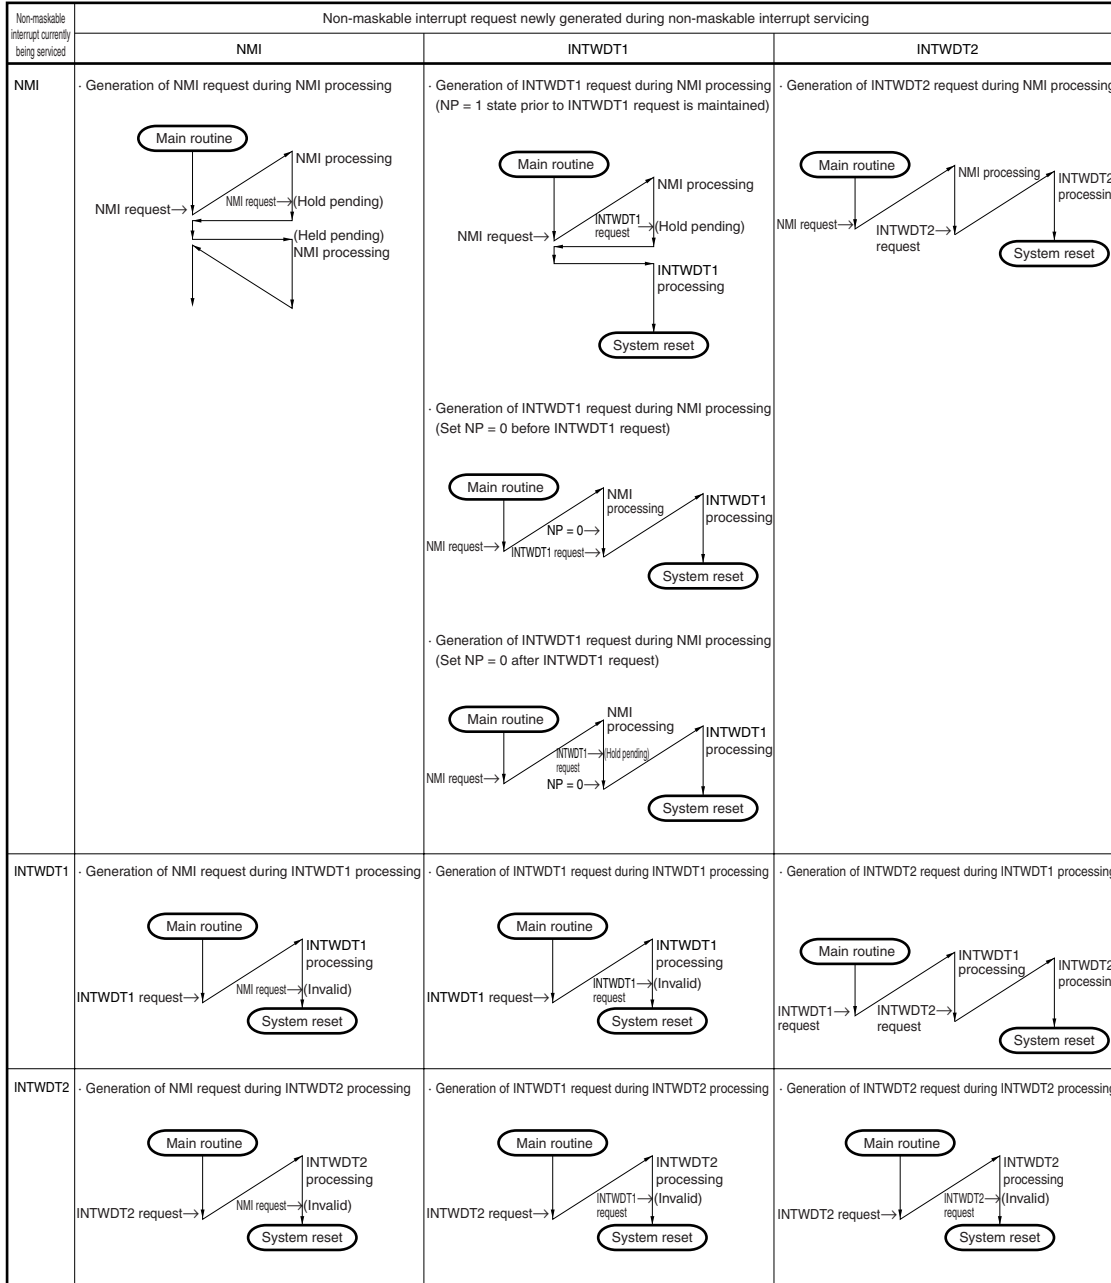 Non-maskable
interrupt currently
being serviced
Non-maskable interrupt request newly generated during non-maskable interrupt servicing
NMI
INTWDT1
INTWDT2
NMI
· Generation of NMI request during NMI processing
Main routine
NMI processing
NMI request→
NMI request→(Hold pending)
(Held pending)
NMI processing
· Generation of INTWDT1 request during NMI processing
(NP = 1 state prior to INTWDT1 request is maintained)
Main routine
NMI processing
NMI request→
INTWDT1
request →(Hold pending)
INTWDT1
processing
System reset
· Generation of INTWDT1 request during NMI processing
(Set NP = 0 before INTWDT1 request)
Main routine
NMI
processing
INTWDT1
processing
NP = 0→
NMI request→
INTWDT1 request→
System reset
· Generation of INTWDT1 request during NMI processing
(Set NP = 0 after INTWDT1 request)
Main routine
NMI
processing
INTWDT1
processing
INTWDT1→(Hold pending)
request
NMI request→
NP = 0→
System reset
· Generation of INTWDT2 request during NMI processing
Main routine
NMI processing
INTWDT2
processin
NMI request→
INTWDT2→
request
System reset
INTWDT1
· Generation of NMI request during INTWDT1 processing
Main routine
INTWDT1
processing
INTWDT1 request→
NMI request→(Invalid)
System reset
· Generation of INTWDT1 request during INTWDT1 processing
Main routine
INTWDT1
processing
INTWDT1 request→
INTWDT1→(Invalid)
request
System reset
· Generation of INTWDT2 request during INTWDT1 processing
Main routine
INTWDT1
processing
INTWDT2
processin
INTWDT1→
request
INTWDT2→
request
System reset
INTWDT2
· Generation of NMI request during INTWDT2 processing
Main routine
INTWDT2
processing
INTWDT2 request→
NMI request→(Invalid)
System reset
· Generation of INTWDT1 request during INTWDT2 processing
Main routine
INTWDT2
processing
INTWDT2 request→
INTWDT1→(Invalid)
request
System reset
· Generation of INTWDT2 request during INTWDT2 processing
Main routine
INTWDT2
processing
INTWDT2 request→
INTWDT2→(Invalid)
request
System reset